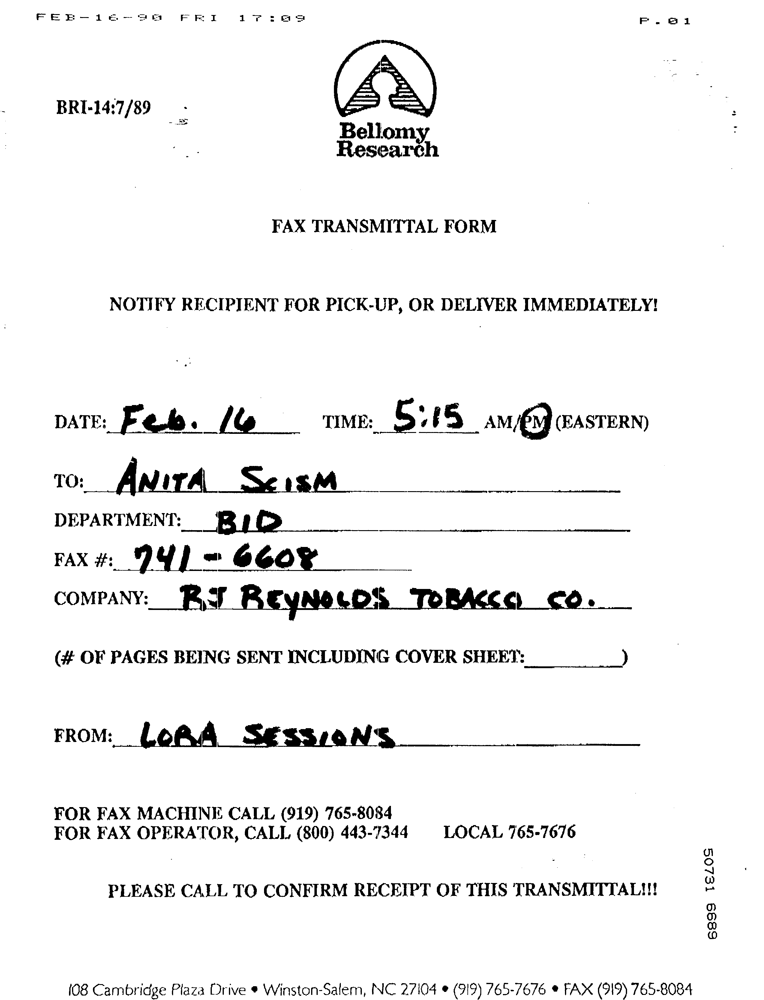 FEB-16-90 FRI 17:09 P.01
BRI-14:7/89
Bellomy
Research
FAX TRANSMITTAL FORM
NOTIFY RECIPIENT FOR PICK-UP, OR DELIVER IMMEDIATELY!
DATE: Feb. 16 TIME: 5:15 AM/PM (EASTERN)
TO: ANITA SCISM
DEPARTMENT: BID
FAX #: 741-6608
COMPANY: RJ REYNOLDS TOBACCO CO.
(# OF PAGES BEING SENT INCLUDING COVER SHEET:__________)
FROM: LORA SESSIONS
FOR FAX MACHINE CALL (919) 765-8084
FOR FAX OPERATOR, CALL (800) 443-7344 LOCAL 765-7676
PLEASE CALL TO CONFIRM RECEIPT OF THIS TRANSMITTAL!!!
50731 6689
108 Cambridge Plaza Drive • Winston-Salem, NC 27104 • (919) 765-7676 • FAX (919) 765-8084